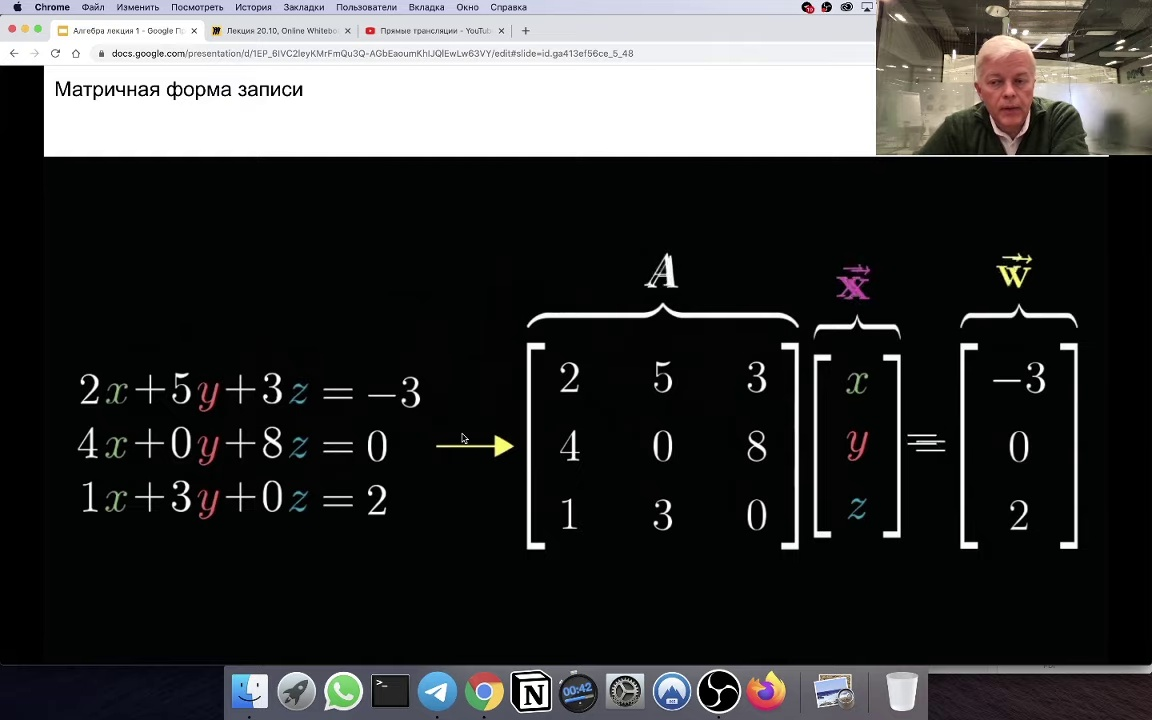 Chrome Файл Изменить Посмотреть История Закладки Пользователи Вкладка Окно Справка
Алгебра лекция 1 - Google Пр
Лекция 20.10, Online Whitebo
Прямые трансляции - YouTub
docs.google.com/presentation/d/1EP_6IVC2leyKMrFmQu3Q-AGbEaoumKhIJQlEwLw63VY/edit#slide=id.ga413ef56ce_5_48
Матричная форма записи
A
x
w
2x+5y+3z = −3
4x+0y+8z = 0
1x+3y+0z = 2
2 5 3 x −3
4 0 8 y = 0
1 3 0 z 2
00:42